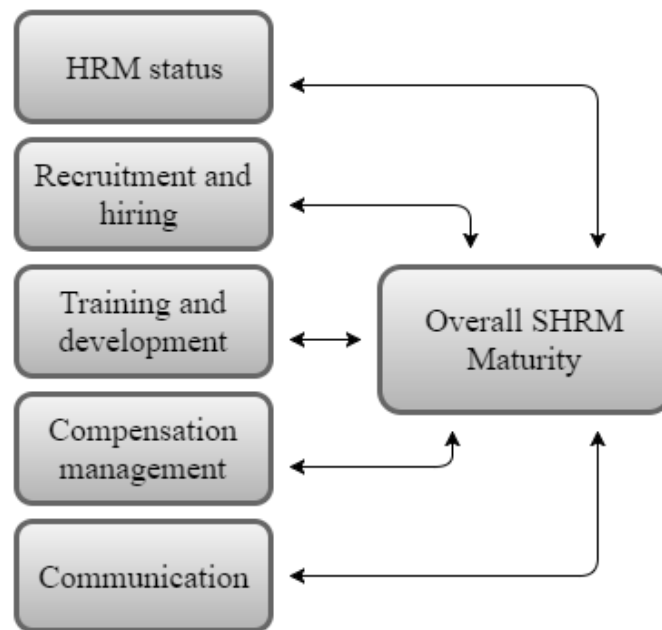 HRM status
Recruitment and
hiring
Training and
development
Overall SHRM
Maturity
Compensation
management
Communication